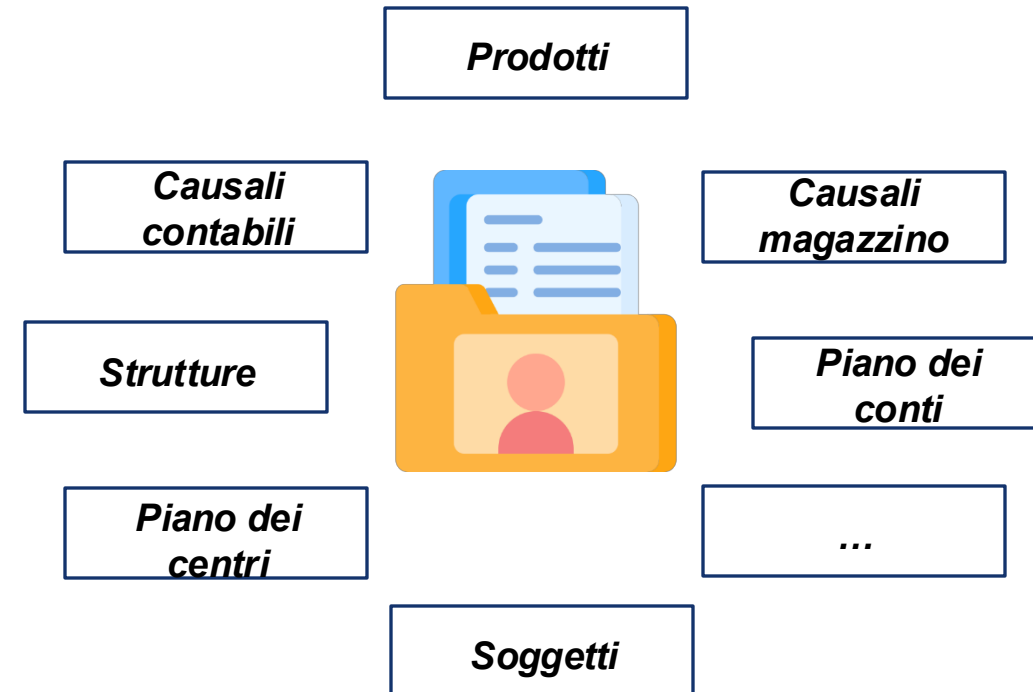 Prodotti
Causali
contabili
Causali
magazzino
Strutture
Piano dei
conti
Piano dei
centri
…
Soggetti